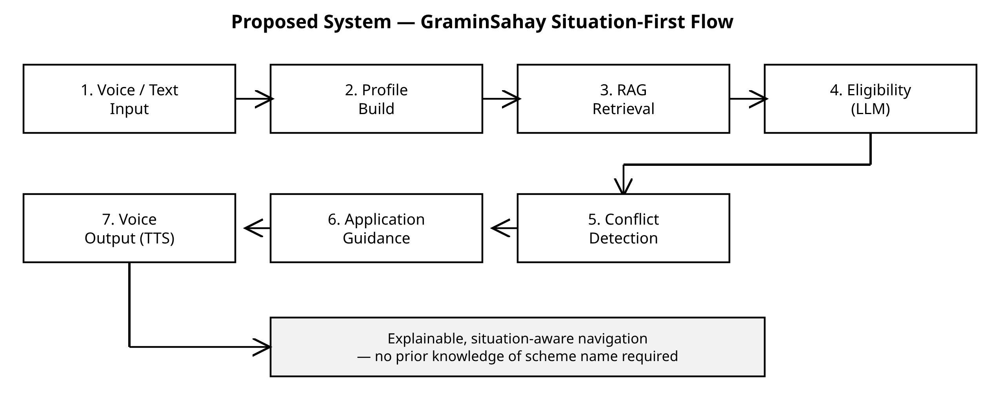 Proposed System — GraminSahay Situation-First Flow
1. Voice / Text
Input
2. Profile
Build
3. RAG
Retrieval
4. Eligibility
(LLM)
5. Conflict
Detection
6. Application
Guidance
7. Voice
Output (TTS)
Explainable, situation-aware navigation
— no prior knowledge of scheme name required